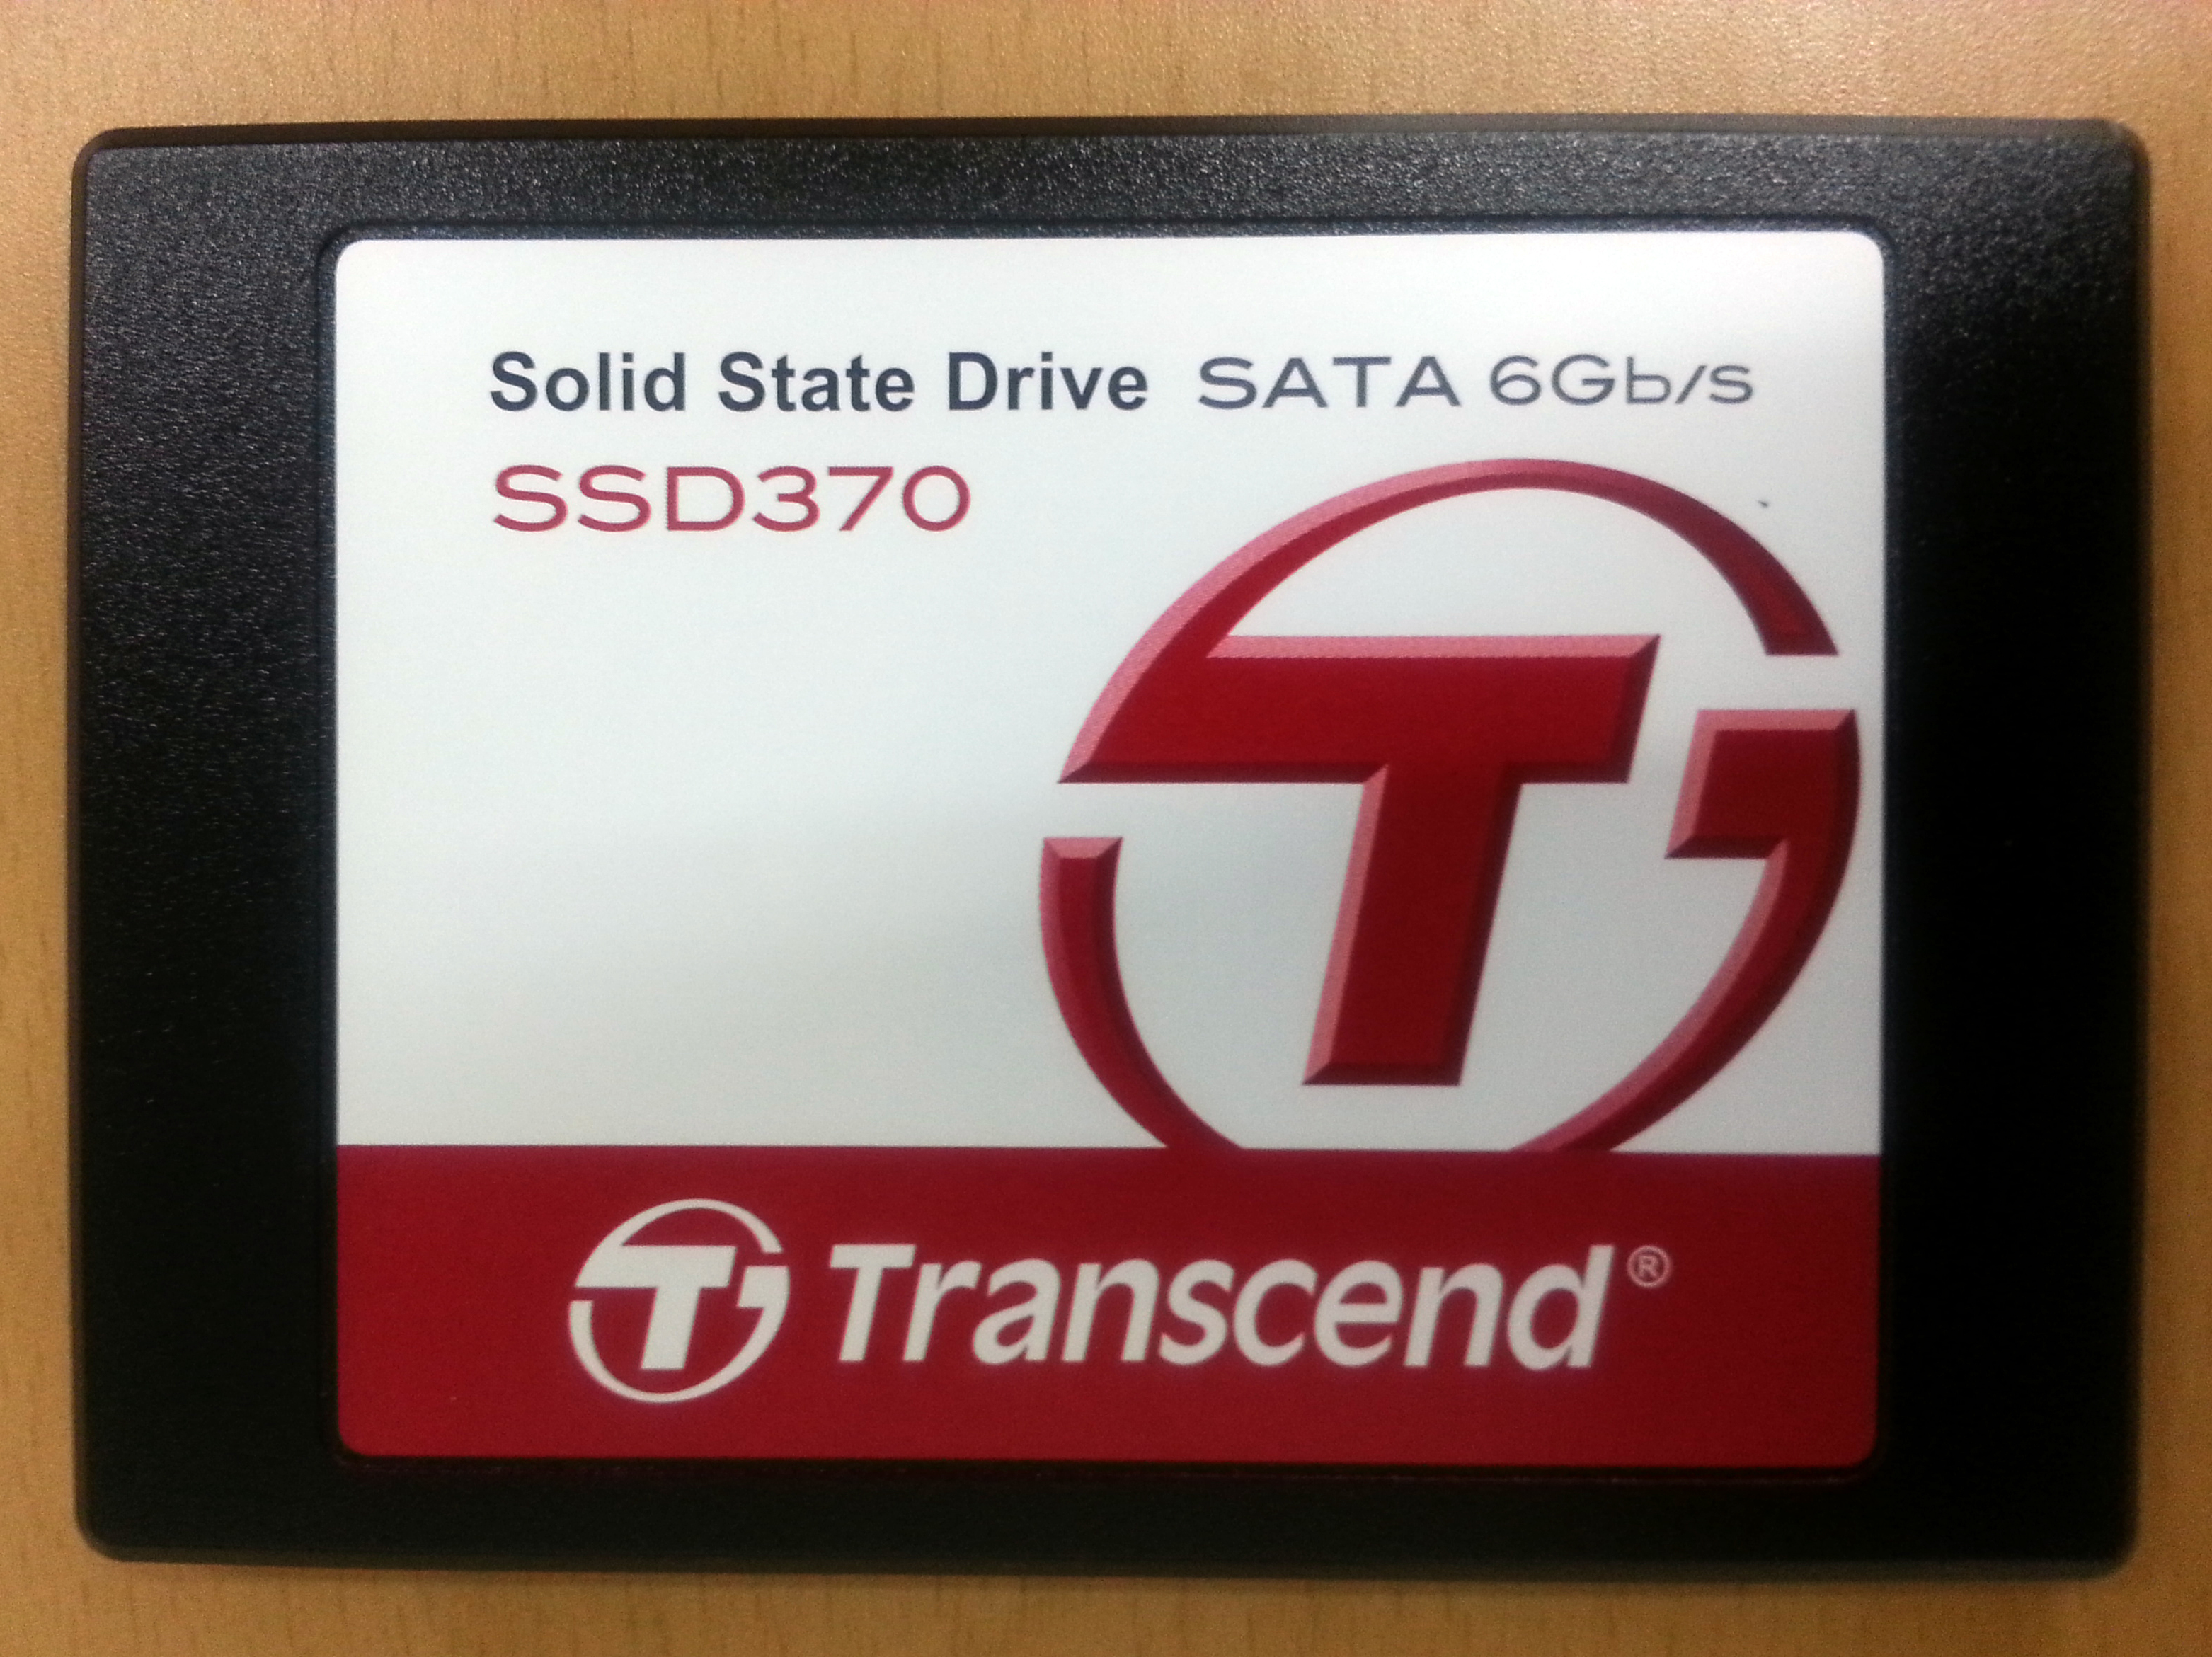 Solid State Drive SATA 6Gb/s
SSD370
Transcend®